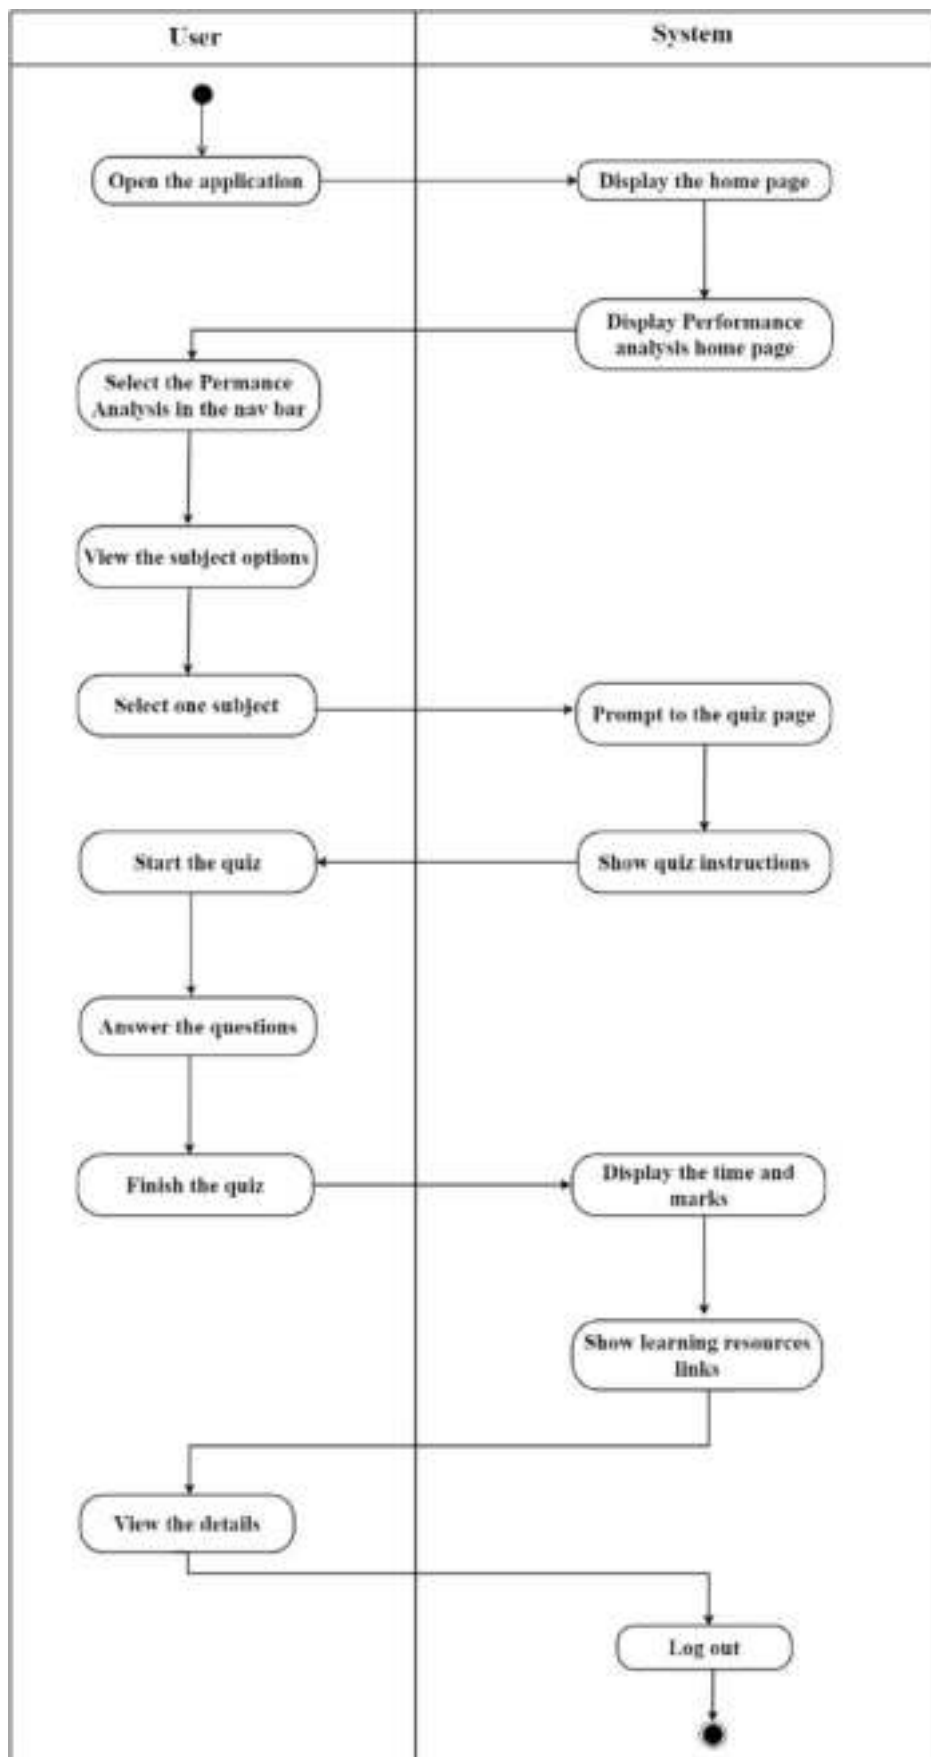 User
System
Open the application
Display the home page
Display Performance
analysis home page
Select the Permance
Analysis in the nav bar
View the subject options
Select one subject
Prompt to the quiz page
Start the quiz
Show quiz instructions
Answer the questions
Finish the quiz
Display the time and
marks
Show learning resources
links
View the details
Log out